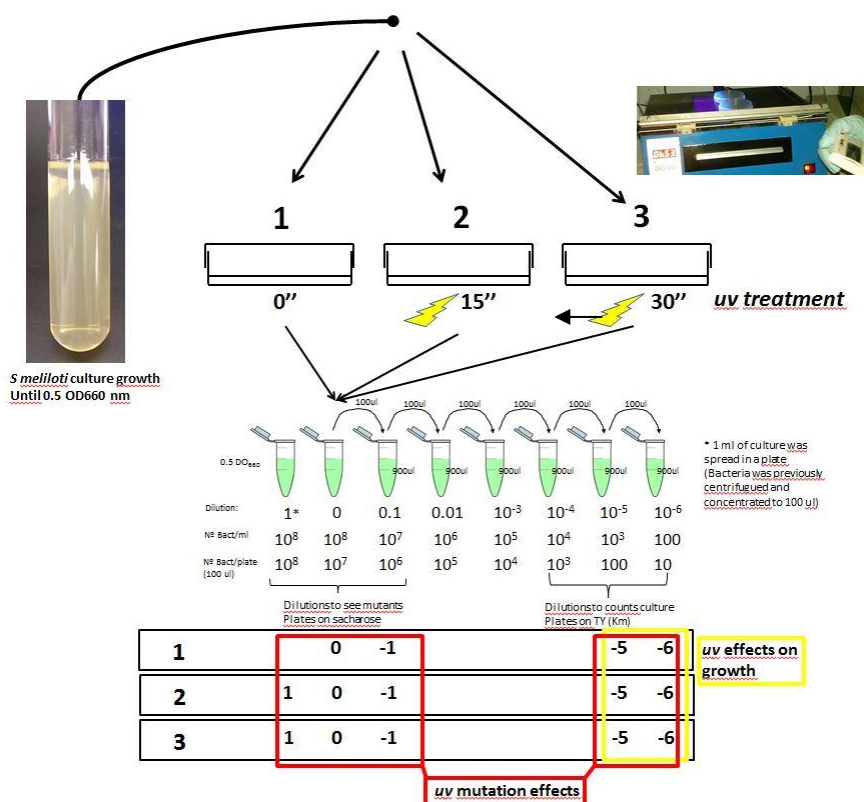 1
2
3
0’’
15’’
30’’
uv treatment
S meliloti culture growth
Until 0.5 OD660 nm
100ul
100ul
100ul
100ul
100ul
100ul
0.5 DO660
900ul
900ul
900ul
900ul
900ul
900ul
* 1 ml of culture was
spread in a plate
(Bacteria was previously
centrifugued and
concentrated to 100 ul)
Dilution:
1* 0 0.1 0.01 10-3 10-4 10-5 10-6
Nº Bact/ml
10⁸ 10⁸ 10⁷ 10⁶ 10⁵ 10⁴ 10³ 100
Nº Bact/plate
(100 ul)
10⁸ 10⁷ 10⁶ 10⁵ 10⁴ 10³ 100 10
Dilutions to see mutants
Plates on sacharose
Dilutions to counts culture
Plates on TY (Km)
1 0 -1 -5 -6
2 1 0 -1 -5 -6
3 1 0 -1 -5 -6
uv effects on
growth
uv mutation effects